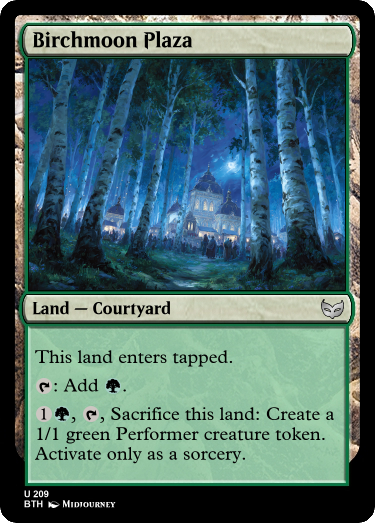 Birchmoon Plaza
Land — Courtyard
This land enters tapped.
: Add .
1 , , Sacrifice this land: Create a
1/1 green Performer creature token.
Activate only as a sorcery.
U 209
BTH Midjourney